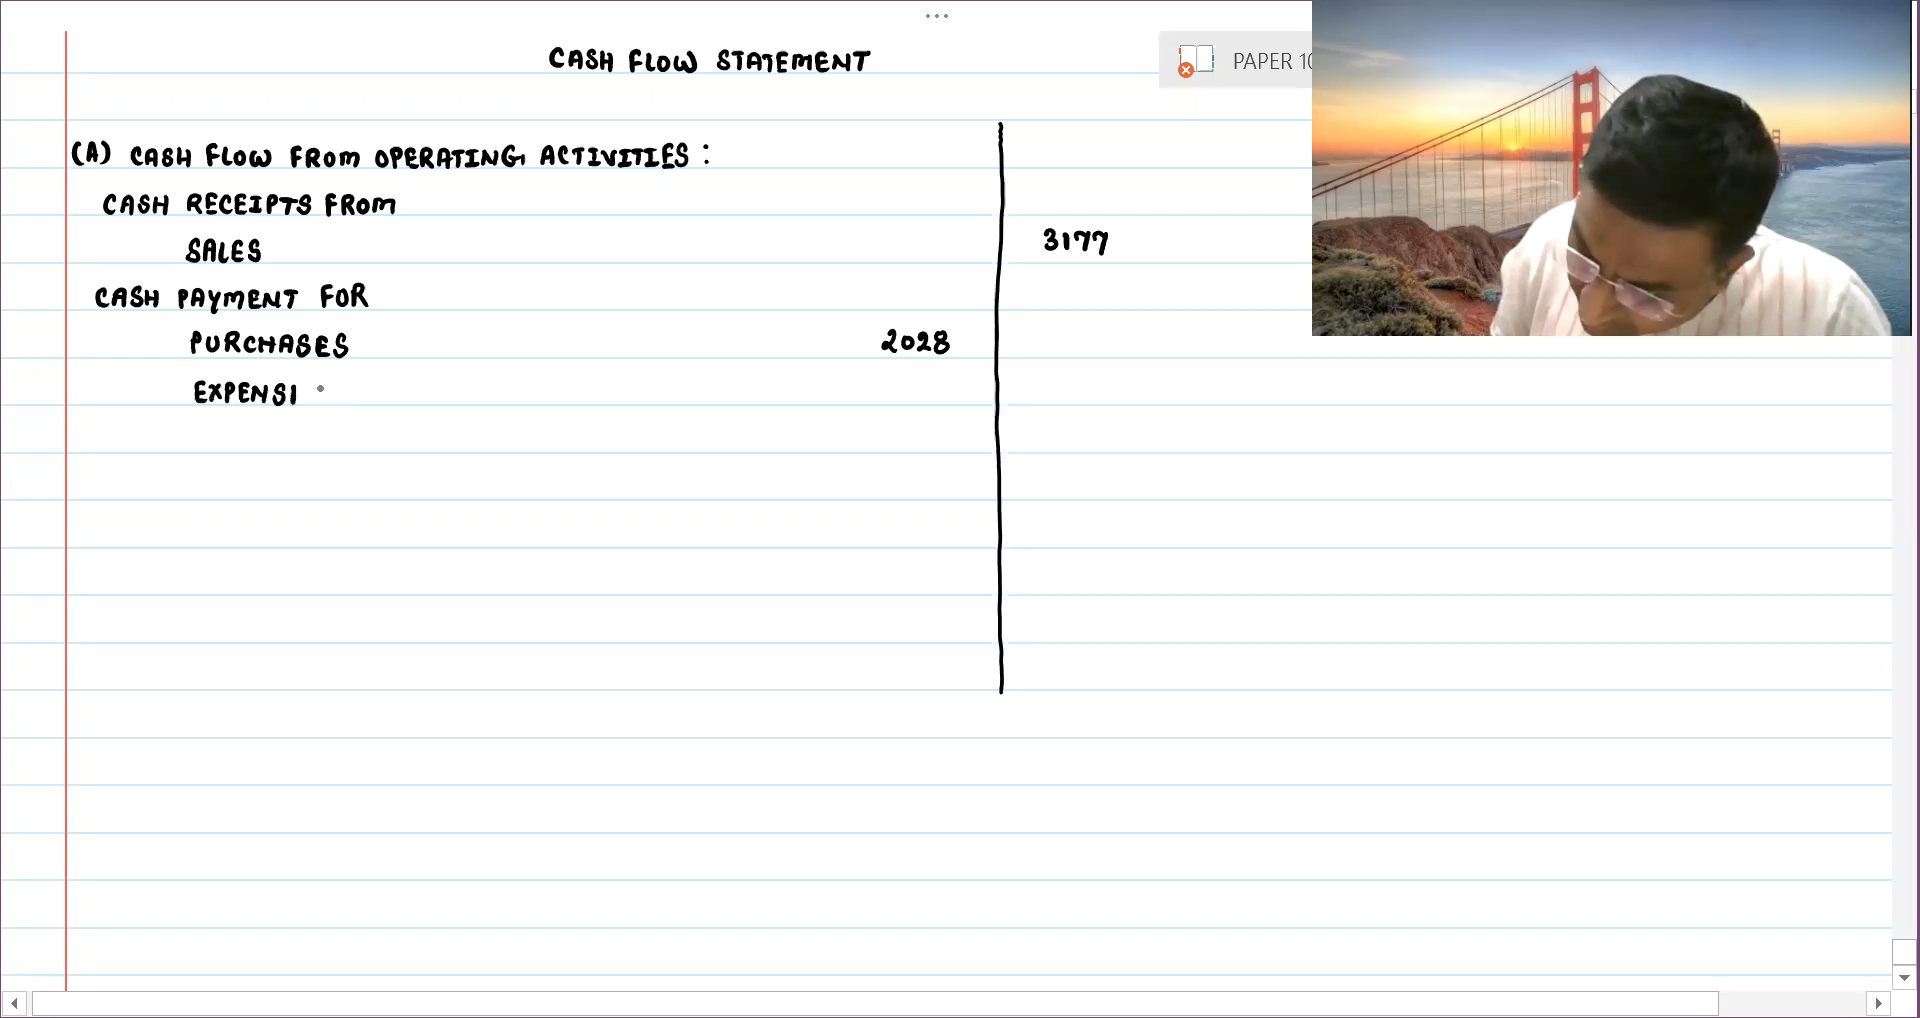 CASH FLOW STATEMENT
PAPER 10
(A) CASH FLOW FROM OPERATING ACTIVITIES :
CASH RECEIPTS FROM
SALES 3177
CASH PAYMENT FOR
PURCHASES 2028
EXPENSI